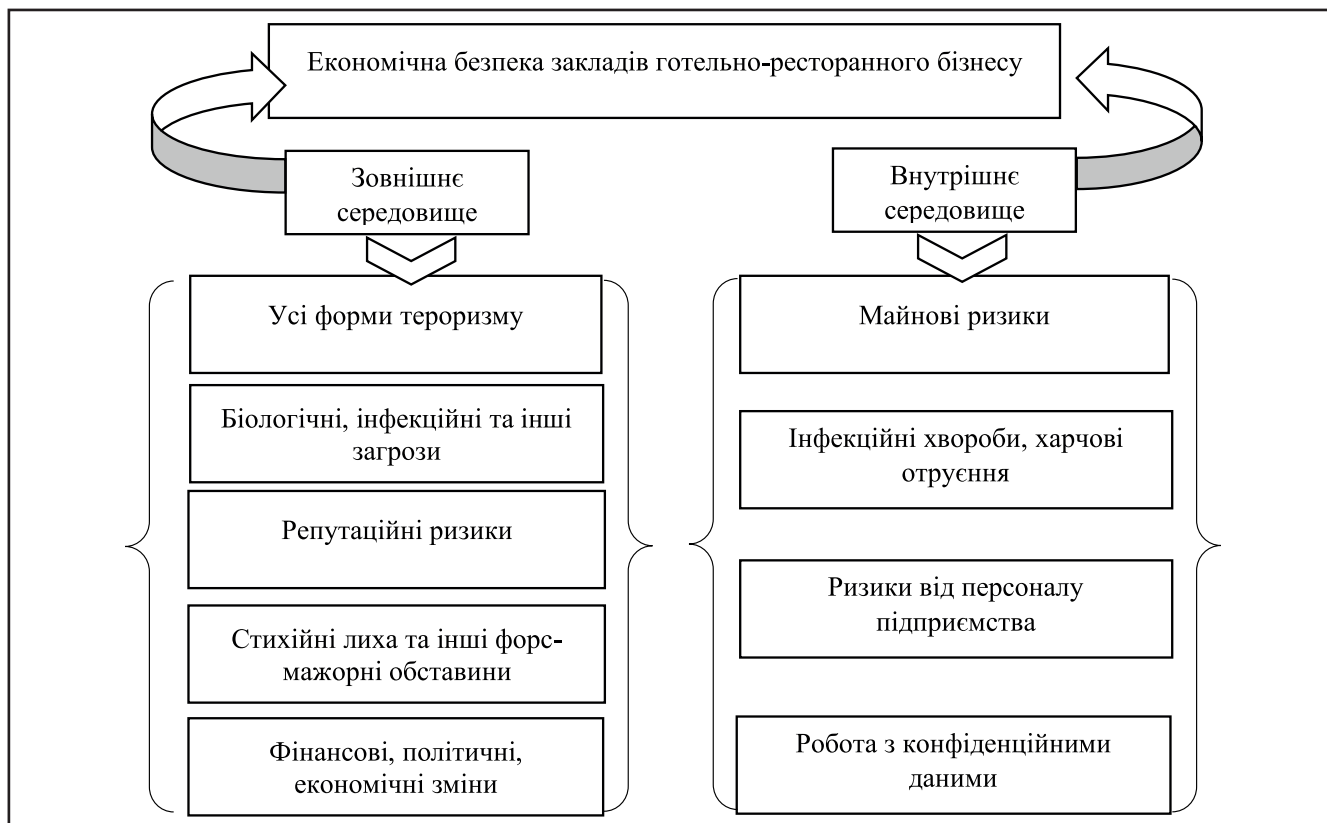 Економічна безпека закладів готельно-ресторанного бізнесу
Зовнішнє
середовище
Усі форми тероризму
Біологічні, інфекційні та інші
загрози
Репутаційні ризики
Стихійні лиха та інші форс-
мажорні обставини
Фінансові, політичні,
економічні зміни
Внутрішнє
середовище
Майнові ризики
Інфекційні хвороби, харчові
отруєння
Ризики від персоналу
підприємства
Робота з конфіденційними
даними